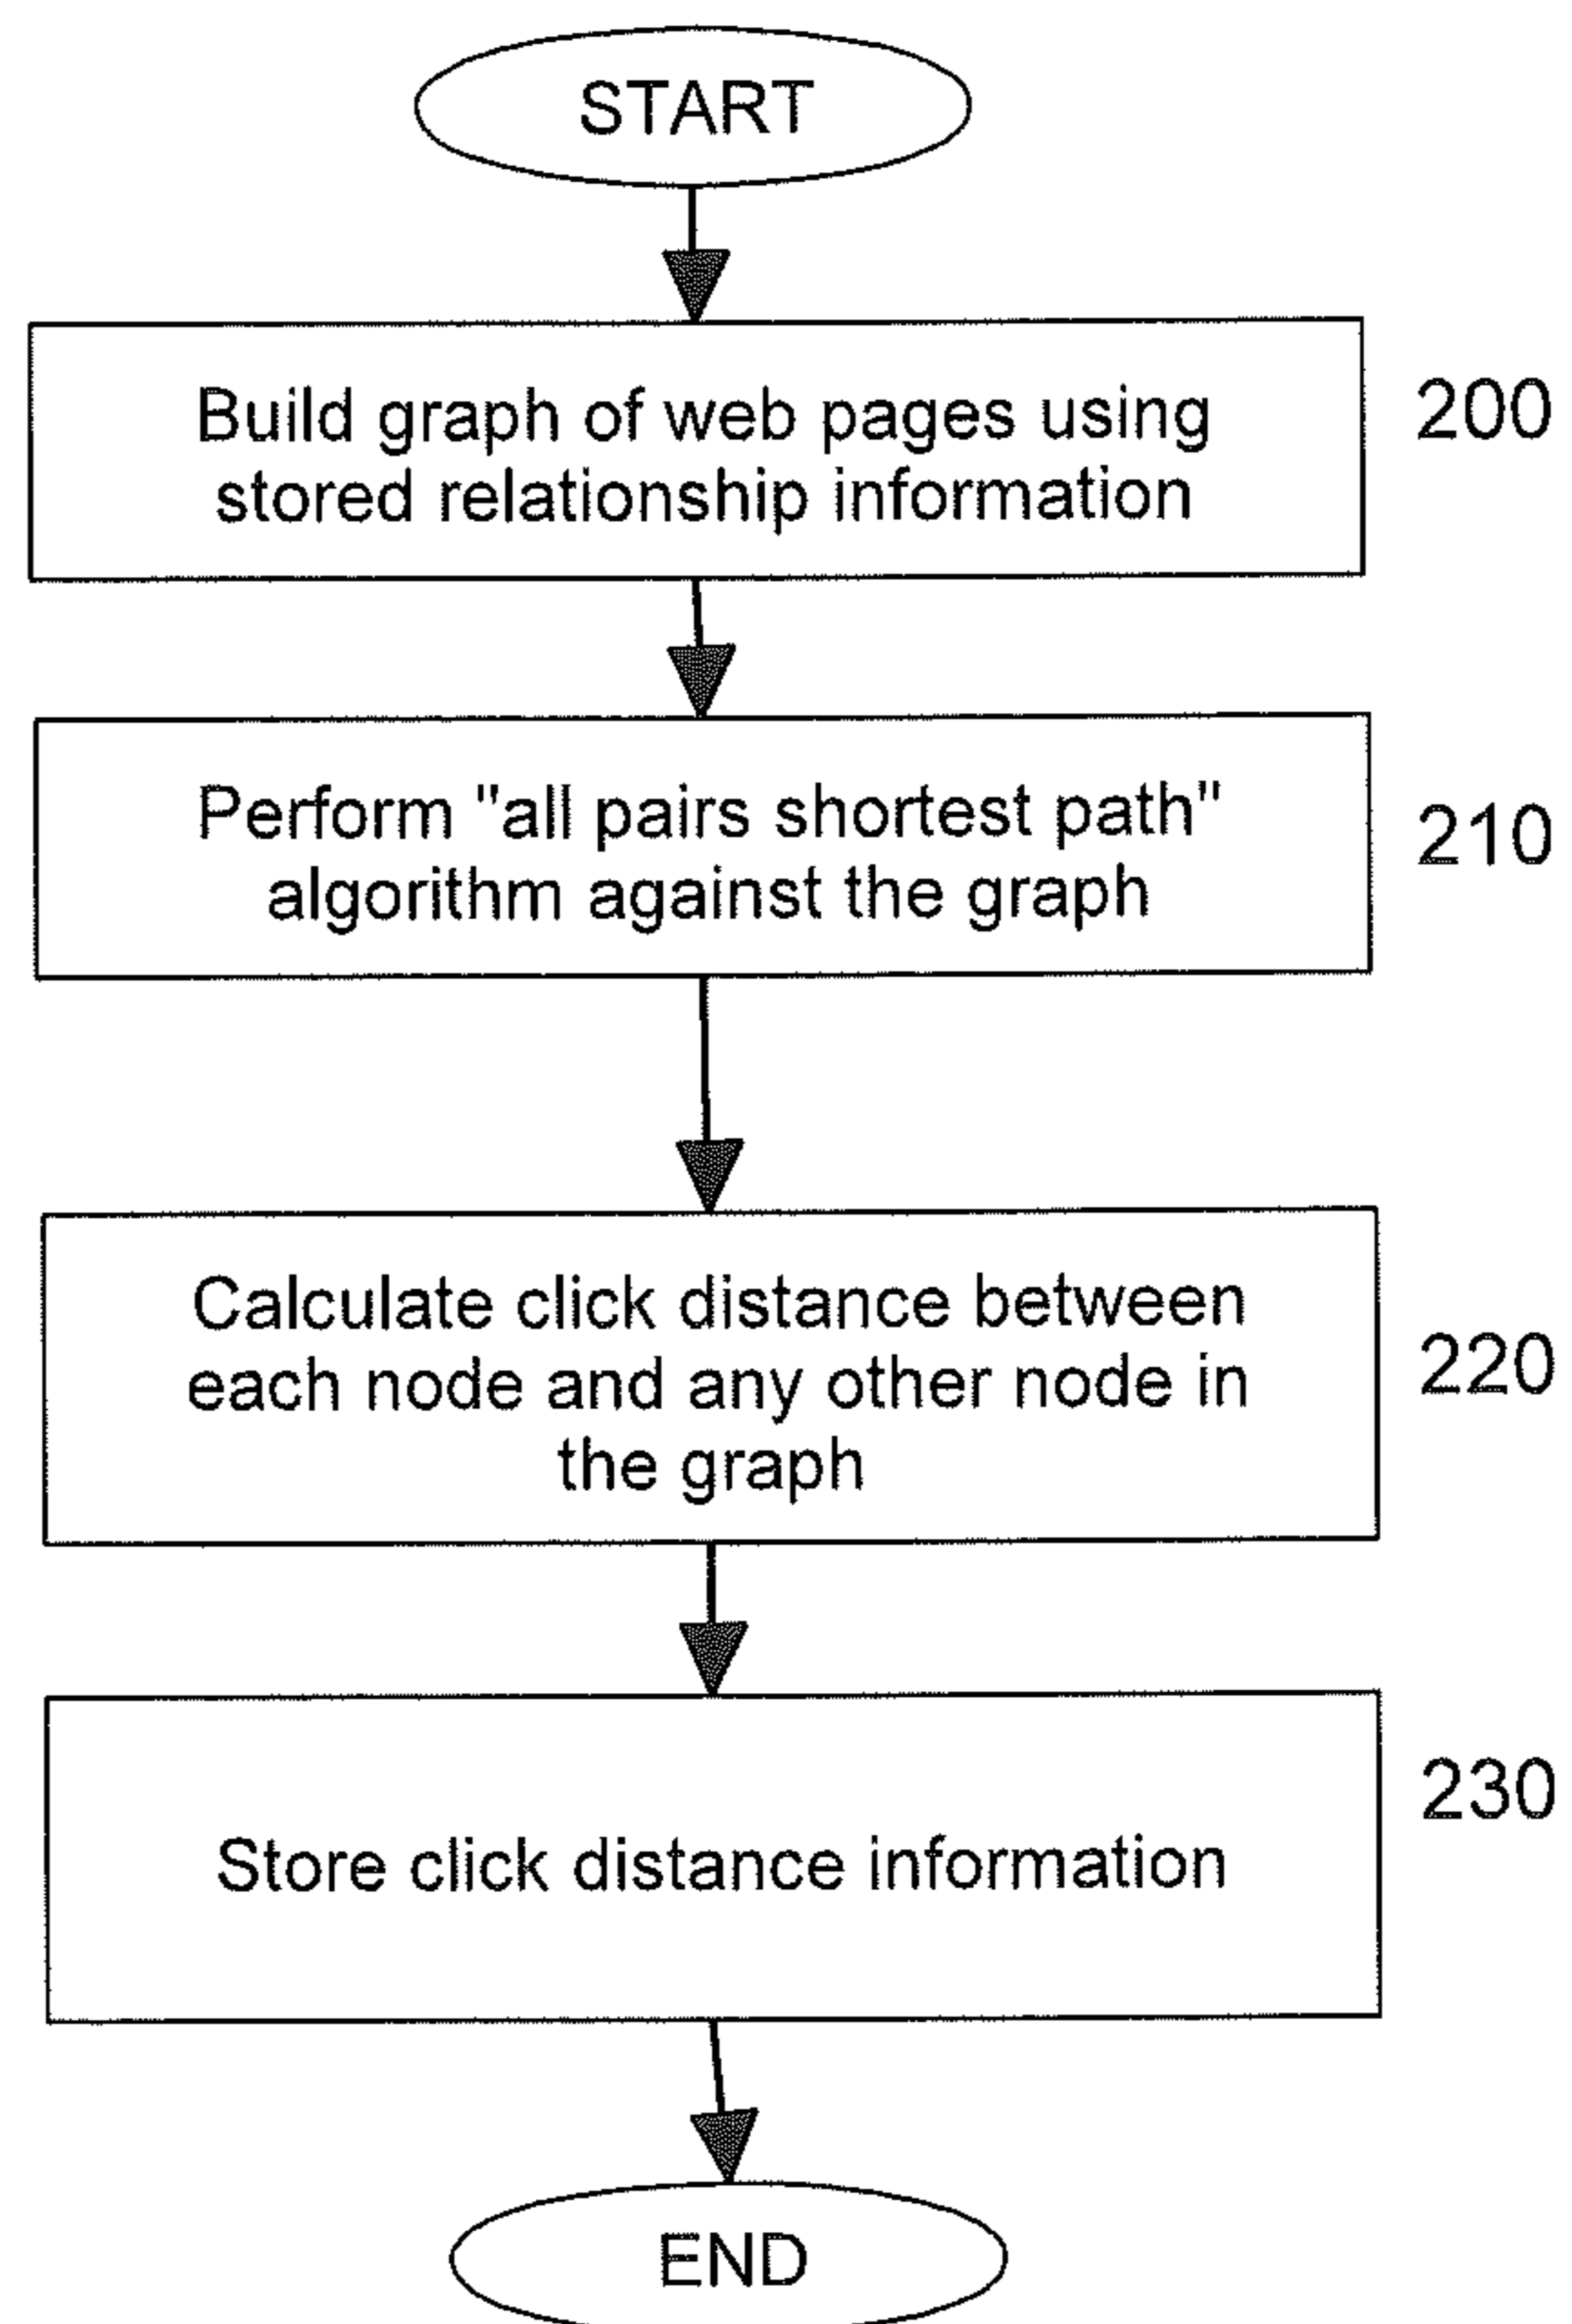 START
Build graph of web pages using
stored relationship information
200
Perform "all pairs shortest path"
algorithm against the graph
210
Calculate click distance between
each node and any other node in
the graph
220
Store click distance information
230
END